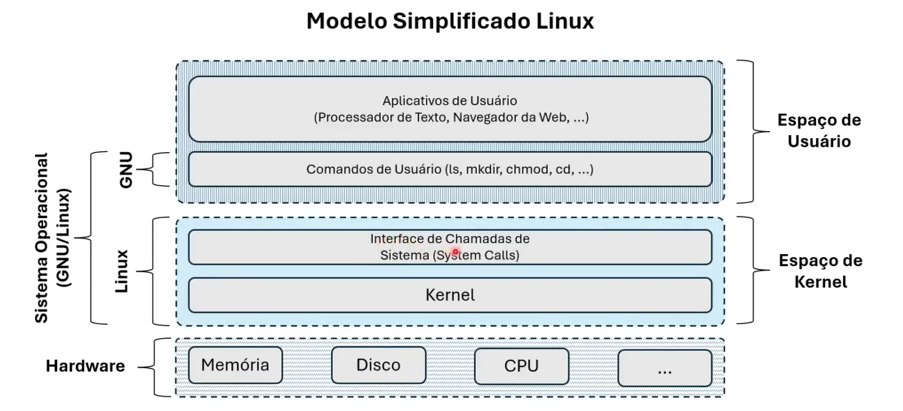 Modelo Simplificado Linux
Aplicativos de Usuário
(Processador de Texto, Navegador da Web, ...)
Comandos de Usuário (ls, mkdir, chmod, cd, ...)
Espaço de
Usuário
GNU
Sistema Operacional
(GNU/Linux)
Linux
Interface de Chamadas de
Sistema (System Calls)
Kernel
Espaço de
Kernel
Hardware
Memória
Disco
CPU
...